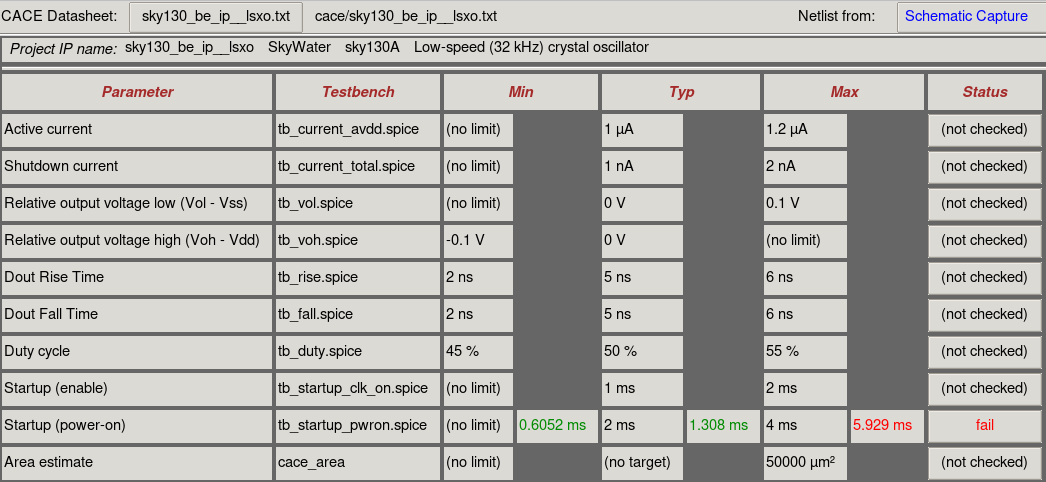 CACE Datasheet: sky130_be_ip__lsxo.txt cace/sky130_be_ip__lsxo.txt Netlist from: Schematic Capture
Project IP name: sky130_be_ip__lsxo SkyWater sky130A Low-speed (32 kHz) crystal oscillator
Parameter Testbench Min Typ Max Status
Active current tb_current_avdd.spice (no limit) 1 µA 1.2 µA (not checked)
Shutdown current tb_current_total.spice (no limit) 1 nA 2 nA (not checked)
Relative output voltage low (Vol - Vss) tb_vol.spice (no limit) 0 V 0.1 V (not checked)
Relative output voltage high (Voh - Vdd) tb_voh.spice -0.1 V 0 V (no limit) (not checked)
Dout Rise Time tb_rise.spice 2 ns 5 ns 6 ns (not checked)
Dout Fall Time tb_fall.spice 2 ns 5 ns 6 ns (not checked)
Duty cycle tb_duty.spice 45 % 50 % 55 % (not checked)
Startup (enable) tb_startup_clk_on.spice (no limit) 1 ms 2 ms (not checked)
Startup (power-on) tb_startup_pwron.spice (no limit) 0.6052 ms 2 ms 1.308 ms 4 ms 5.929 ms fail
Area estimate cace_area (no limit) (no target) 50000 µm² (not checked)